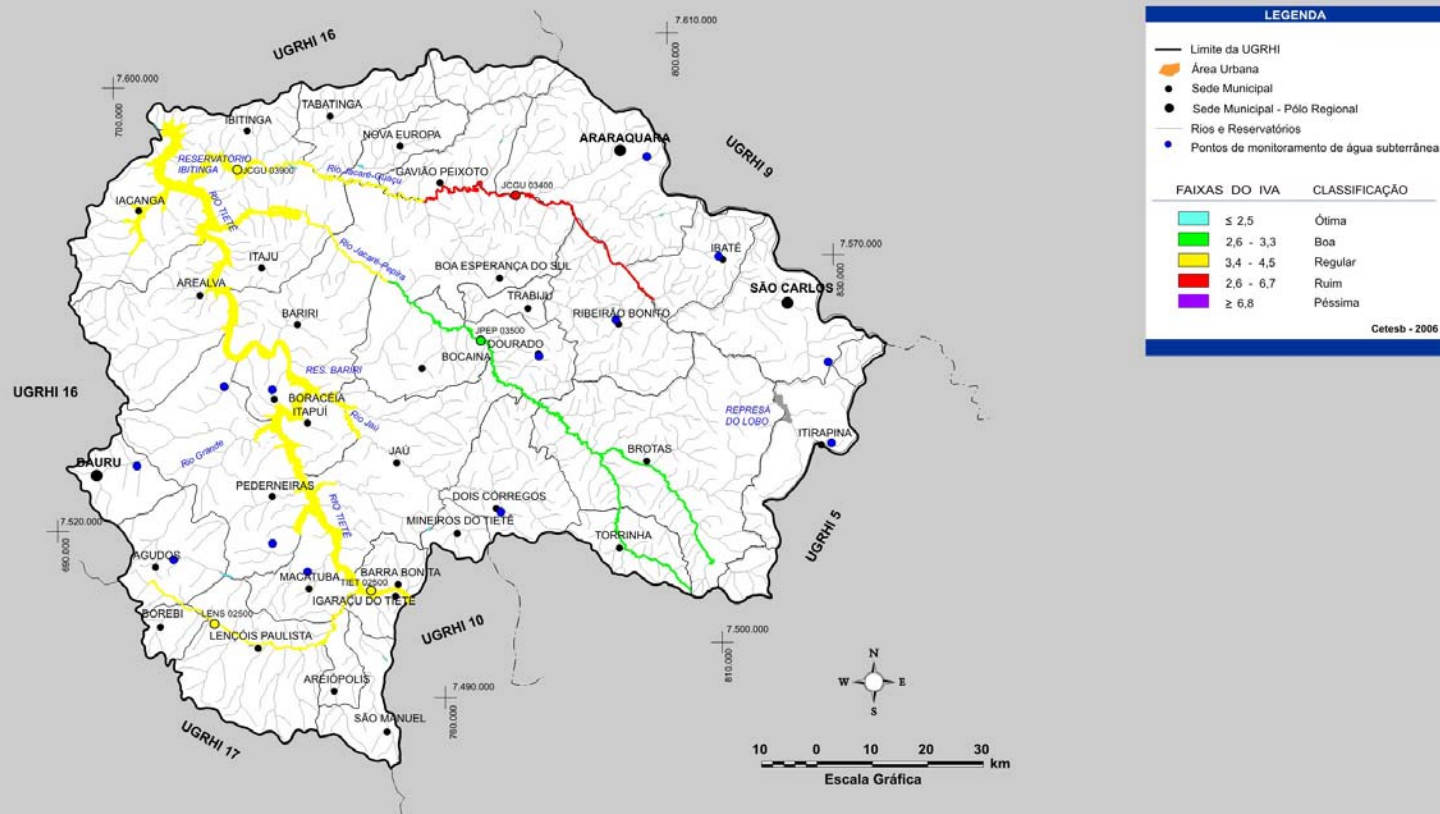 LEGENDA
Limite da UGRHI
Área Urbana
Sede Municipal
Sede Municipal - Pólo Regional
Rios e Reservatórios
Pontos de monitoramento de água subterrânea
FAIXAS DO IVA
CLASSIFICAÇÃO
≤ 2,5 Ótima
2,6 - 3,3 Boa
3,4 - 4,5 Regular
2,6 - 6,7 Ruim
≥ 6,8 Péssima
Cetesb - 2006
7.610.000
800.000
UGRHI 16
7.600.000
700.000
TABATINGA
IBITINGA
NOVA EUROPA
ARARAQUARA
UGRHI 9
RESERVATÓRIO
IBITINGA
JCGU 03900
Rio Jacaré-Guaçu
GAVIÃO PEIXOTO
JCGU 03400
IACANGA
RIO TIETÊ
Rio Jacaré-Pepira
ITAJU
BOA ESPERANÇA DO SUL
IBATÉ
7.570.000
830.000
AREALVA
TRABIJU
SÃO CARLOS
BARIRI
RIBEIRÃO BONITO
JPEP 03500
DOURADO
BOCAINA
RES. BARIRI
UGRHI 16
BORACÉIA
ITAPUÍ
Rio Jaú
REPRESA
DO LOBO
ITIRAPINA
Rio Grande
JAÚ
BROTAS
BAURU
PEDERNEIRAS
RIO TIETÊ
DOIS CÓRREGOS
MINEIROS DO TIETÊ
7.520.000
690.000
TORRINHA
UGRHI 5
AGUDOS
MACATUBA
BARRA BONITA
TIET 02500
IGARAÇU DO TIETÊ
BOREBI
LENS 02500
LENÇÓIS PAULISTA
UGRHI 10
7.500.000
810.000
AREIÓPOLIS
7.490.000
760.000
SÃO MANUEL
UGRHI 17
N
W E
S
10 0 10 20 30 km
Escala Gráfica